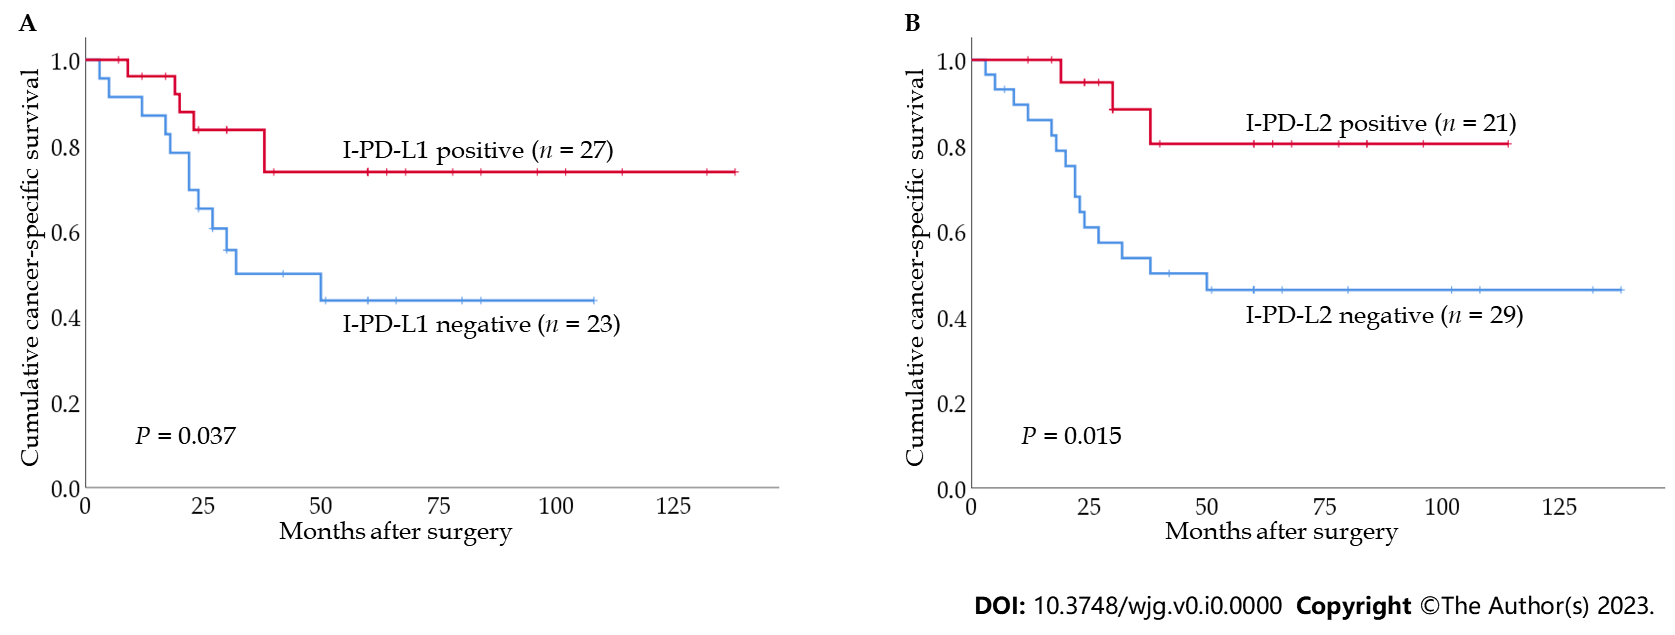 A
Cumulative cancer-specific survival
1.0
0.8
0.6
0.4
0.2
0.0
I-PD-L1 positive (n = 27)
I-PD-L1 negative (n = 23)
P = 0.037
0 25 50 75 100 125
Months after surgery
B
Cumulative cancer-specific survival
1.0
0.8
0.6
0.4
0.2
0.0
I-PD-L2 positive (n = 21)
I-PD-L2 negative (n = 29)
P = 0.015
0 25 50 75 100 125
Months after surgery
DOI: 10.3748/wjg.v0.i0.0000 Copyright ©The Author(s) 2023.